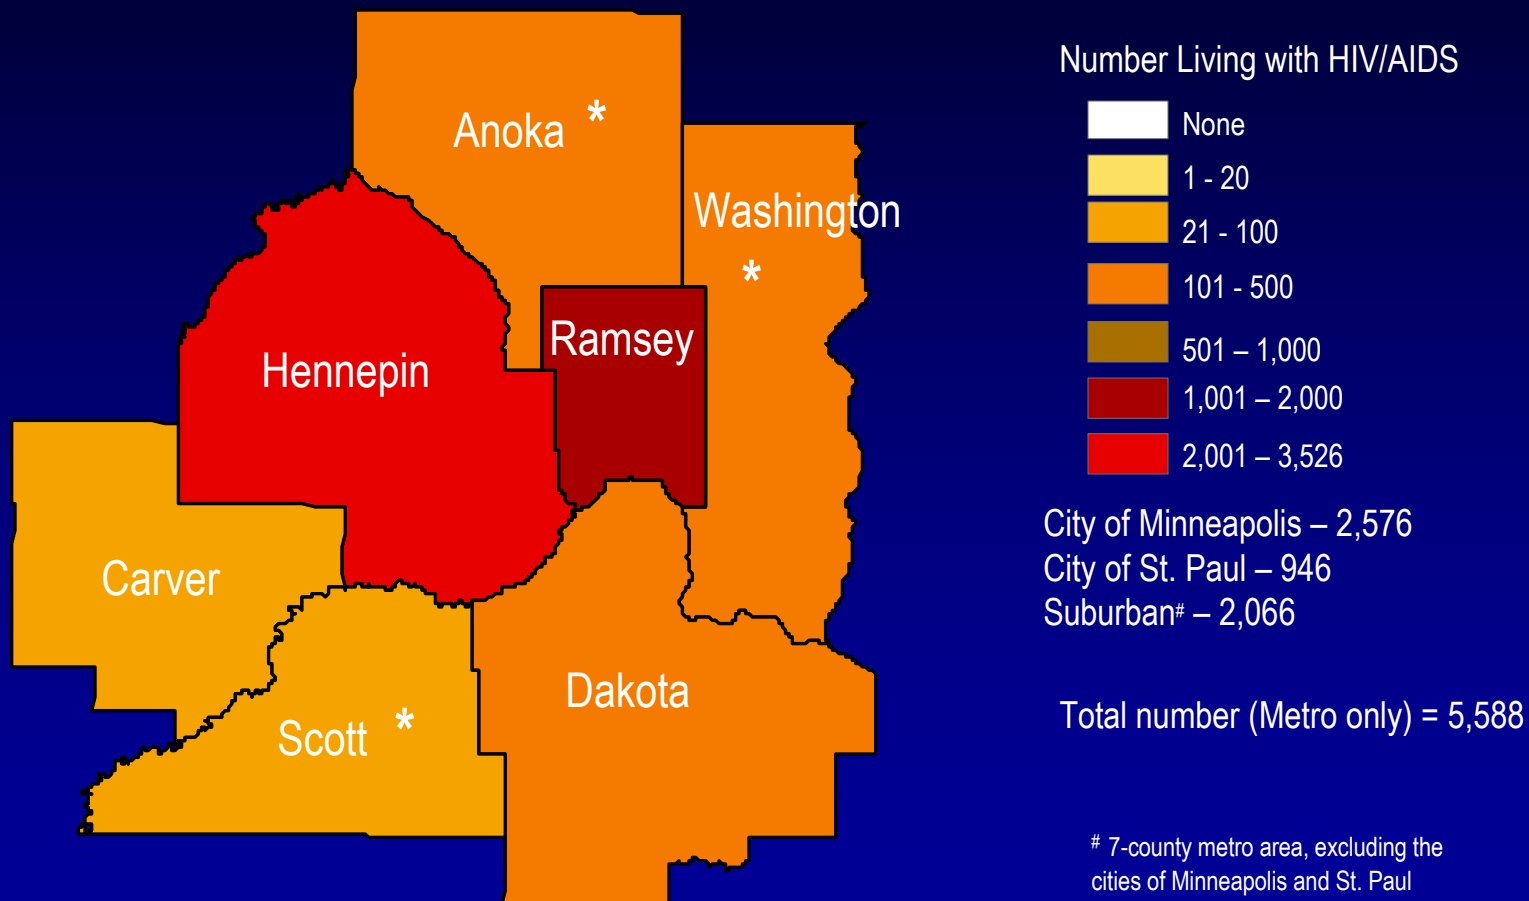 Anoka *
Washington
*
Ramsey
Hennepin
Carver
Dakota
Scott *
Number Living with HIV/AIDS
None
1 - 20
21 - 100
101 - 500
501 – 1,000
1,001 – 2,000
2,001 – 3,526
City of Minneapolis – 2,576
City of St. Paul – 946
Suburban# – 2,066
Total number (Metro only) = 5,588
# 7-county metro area, excluding the
cities of Minneapolis and St. Paul